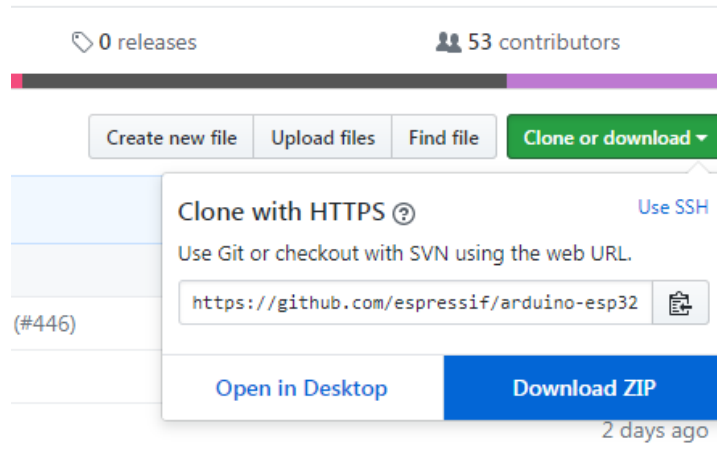 0 releases
53 contributors
Create new file
Upload files
Find file
Clone or download
Clone with HTTPS
Use SSH
Use Git or checkout with SVN using the web URL.
https://github.com/espressif/arduino-esp32
(#446)
Open in Desktop
Download ZIP
2 days ago